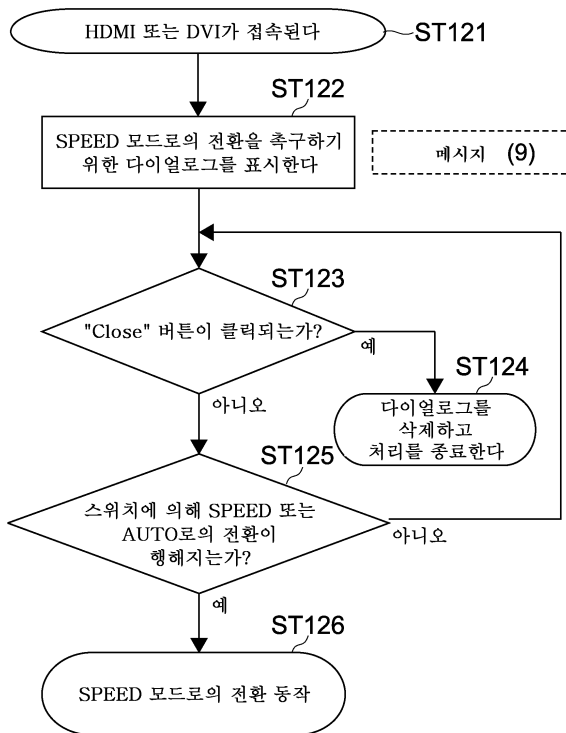 HDMI 또는 DVI가 접속된다
ST121
ST122
SPEED 모드로의 전환을 촉구하기
위한 다이얼로그를 표시한다
메시지 (9)
ST123
"Close" 버튼이 클릭되는가?
예
아니오
ST124
다이얼로그를
삭제하고
처리를 종료한다
ST125
스위치에 의해 SPEED 또는
AUTO로의 전환이
행해지는가?
아니오
예
ST126
SPEED 모드로의 전환 동작